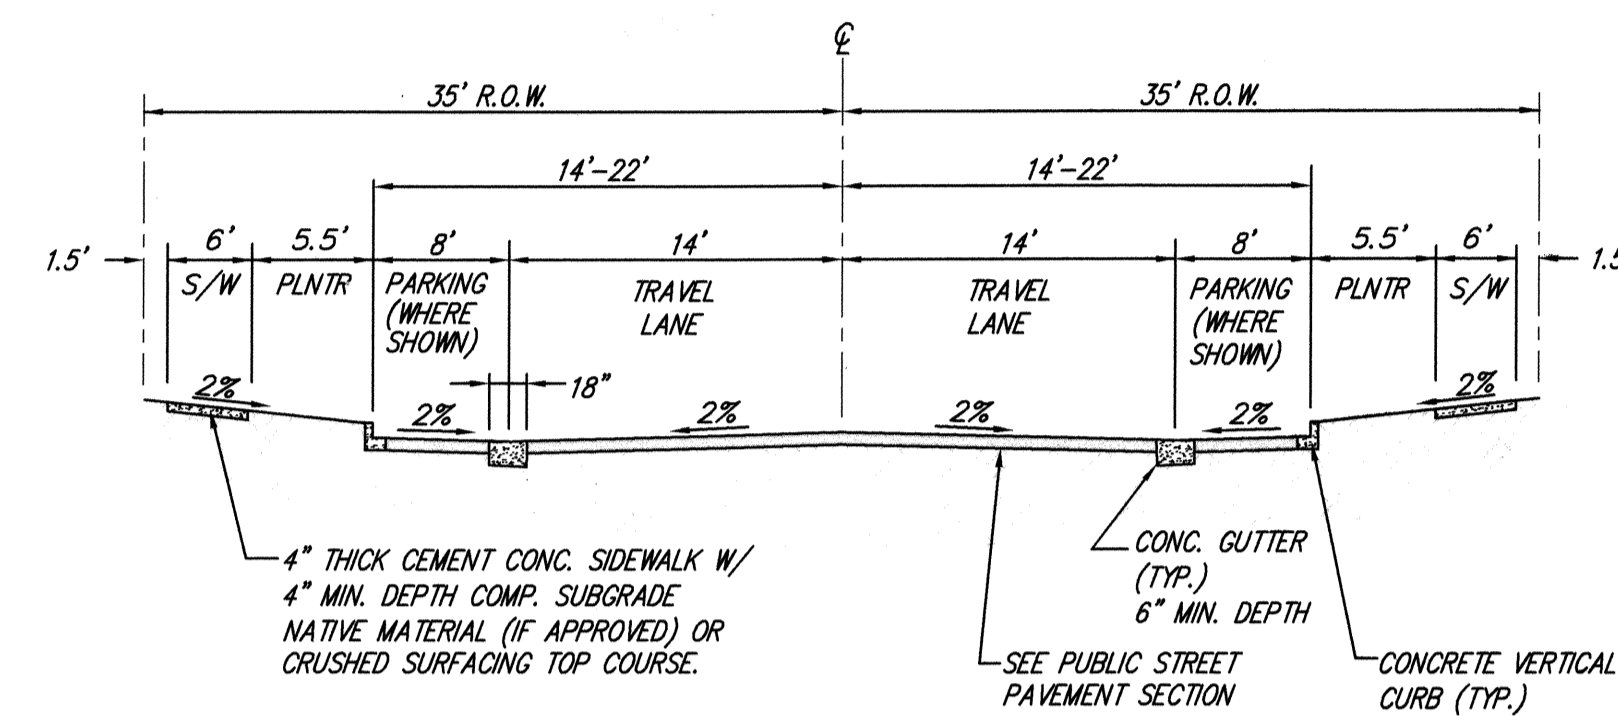 ℄
35' R.O.W. 35' R.O.W.
14'-22' 14'-22'
1.5' 6' 5.5' 8' 14' 14' 8' 5.5' 6' 1.5
S/W PLNTR PARKING (WHERE SHOWN) TRAVEL LANE TRAVEL LANE PARKING (WHERE SHOWN) PLNTR S/W
18"
2% 2% 2% 2% 2% 2%
4" THICK CEMENT CONC. SIDEWALK W/
4" MIN. DEPTH COMP. SUBGRADE
NATIVE MATERIAL (IF APPROVED) OR
CRUSHED SURFACING TOP COURSE.
CONC. GUTTER
(TYP.)
6" MIN. DEPTH
SEE PUBLIC STREET
PAVEMENT SECTION
CONCRETE VERTICAL
CURB (TYP.)